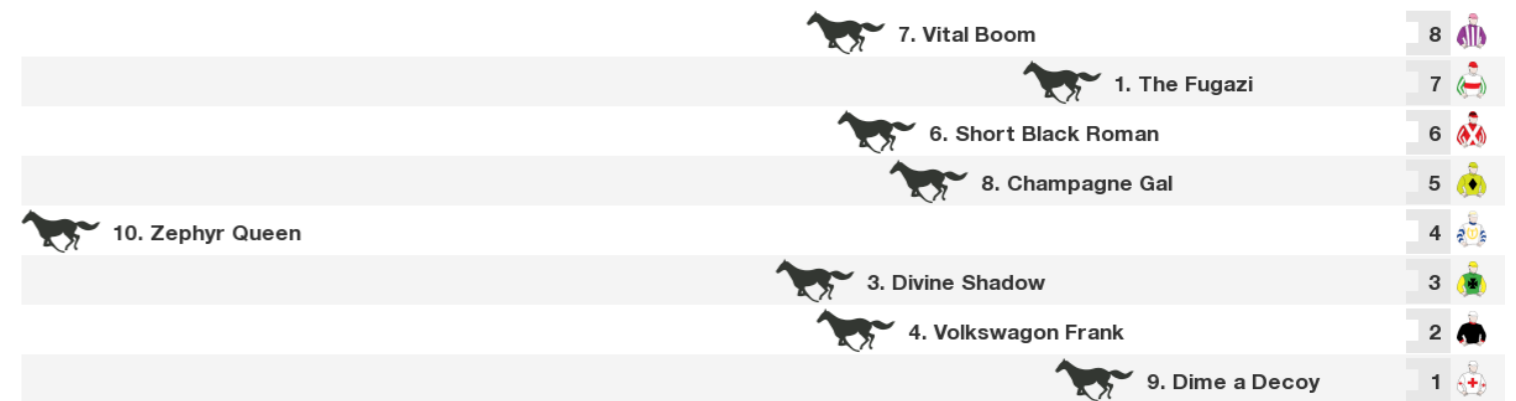 7. Vital Boom 8
1. The Fugazi 7
6. Short Black Roman 6
8. Champagne Gal 5
10. Zephyr Queen 4
3. Divine Shadow 3
4. Volkswagon Frank 2
9. Dime a Decoy 1